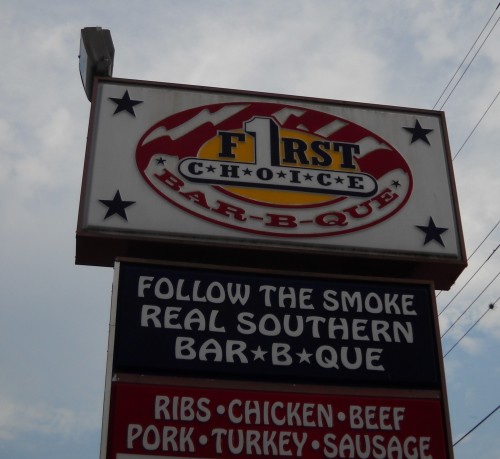 F1RST
C★H★O★I★C★E
★BAR-B-QUE★
FOLLOW THE SMOKE
REAL SOUTHERN
BAR★B★QUE
RIBS•CHICKEN•BEEF
PORK•TURKEY•SAUSAGE